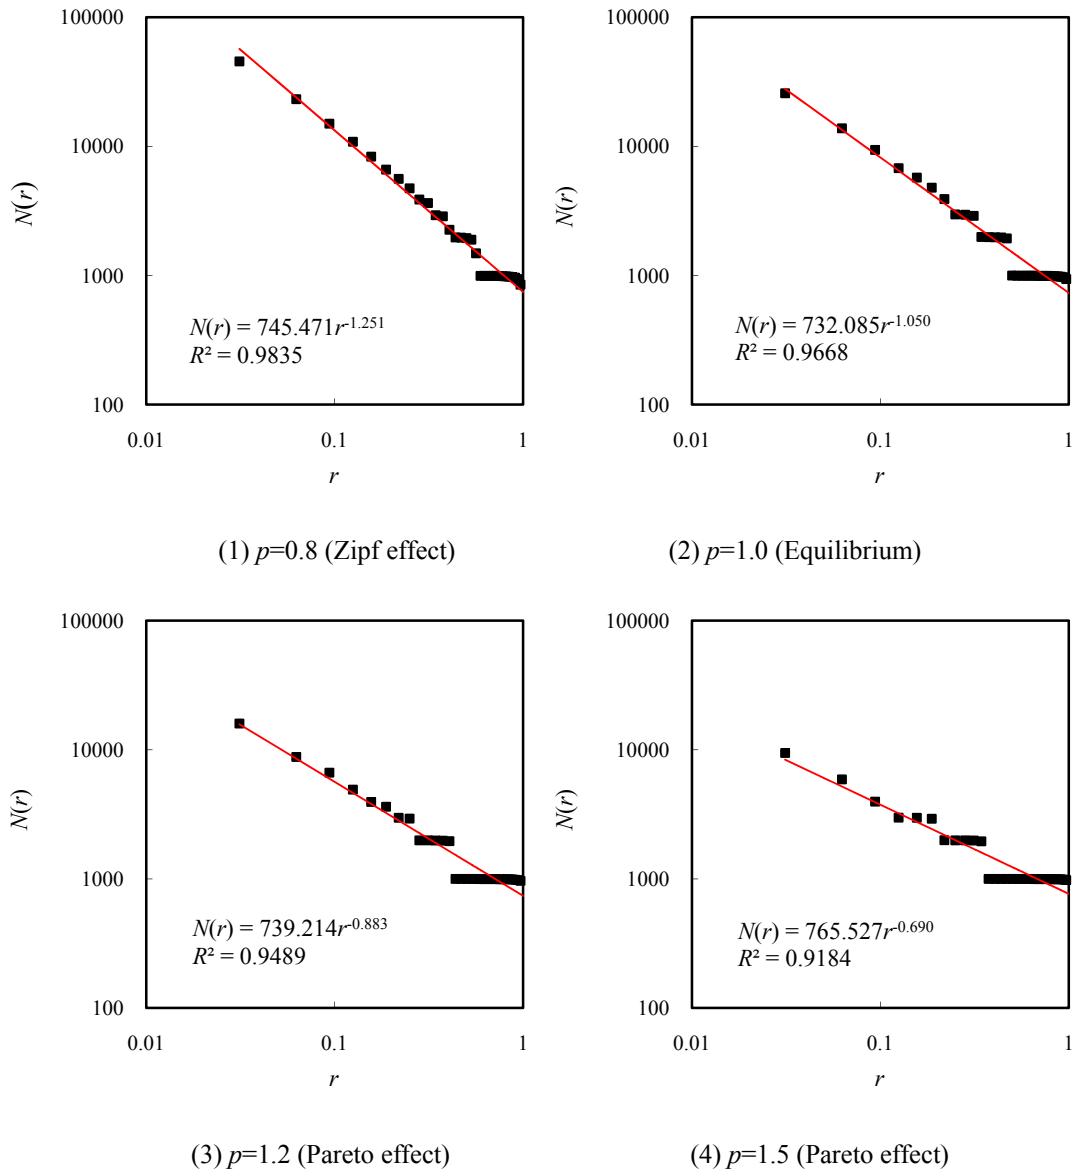 100000
10000
1000
100
0.01
0.1
1
N(r)
r
N(r) = 745.471r^-1.251
R² = 0.9835
(1) p=0.8 (Zipf effect)
100000
10000
1000
100
0.01
0.1
1
N(r)
r
N(r) = 732.085r^-1.050
R² = 0.9668
(2) p=1.0 (Equilibrium)
100000
10000
1000
100
0.01
0.1
1
N(r)
r
N(r) = 739.214r^-0.883
R² = 0.9489
(3) p=1.2 (Pareto effect)
100000
10000
1000
100
0.01
0.1
1
N(r)
r
N(r) = 765.527r^-0.690
R² = 0.9184
(4) p=1.5 (Pareto effect)